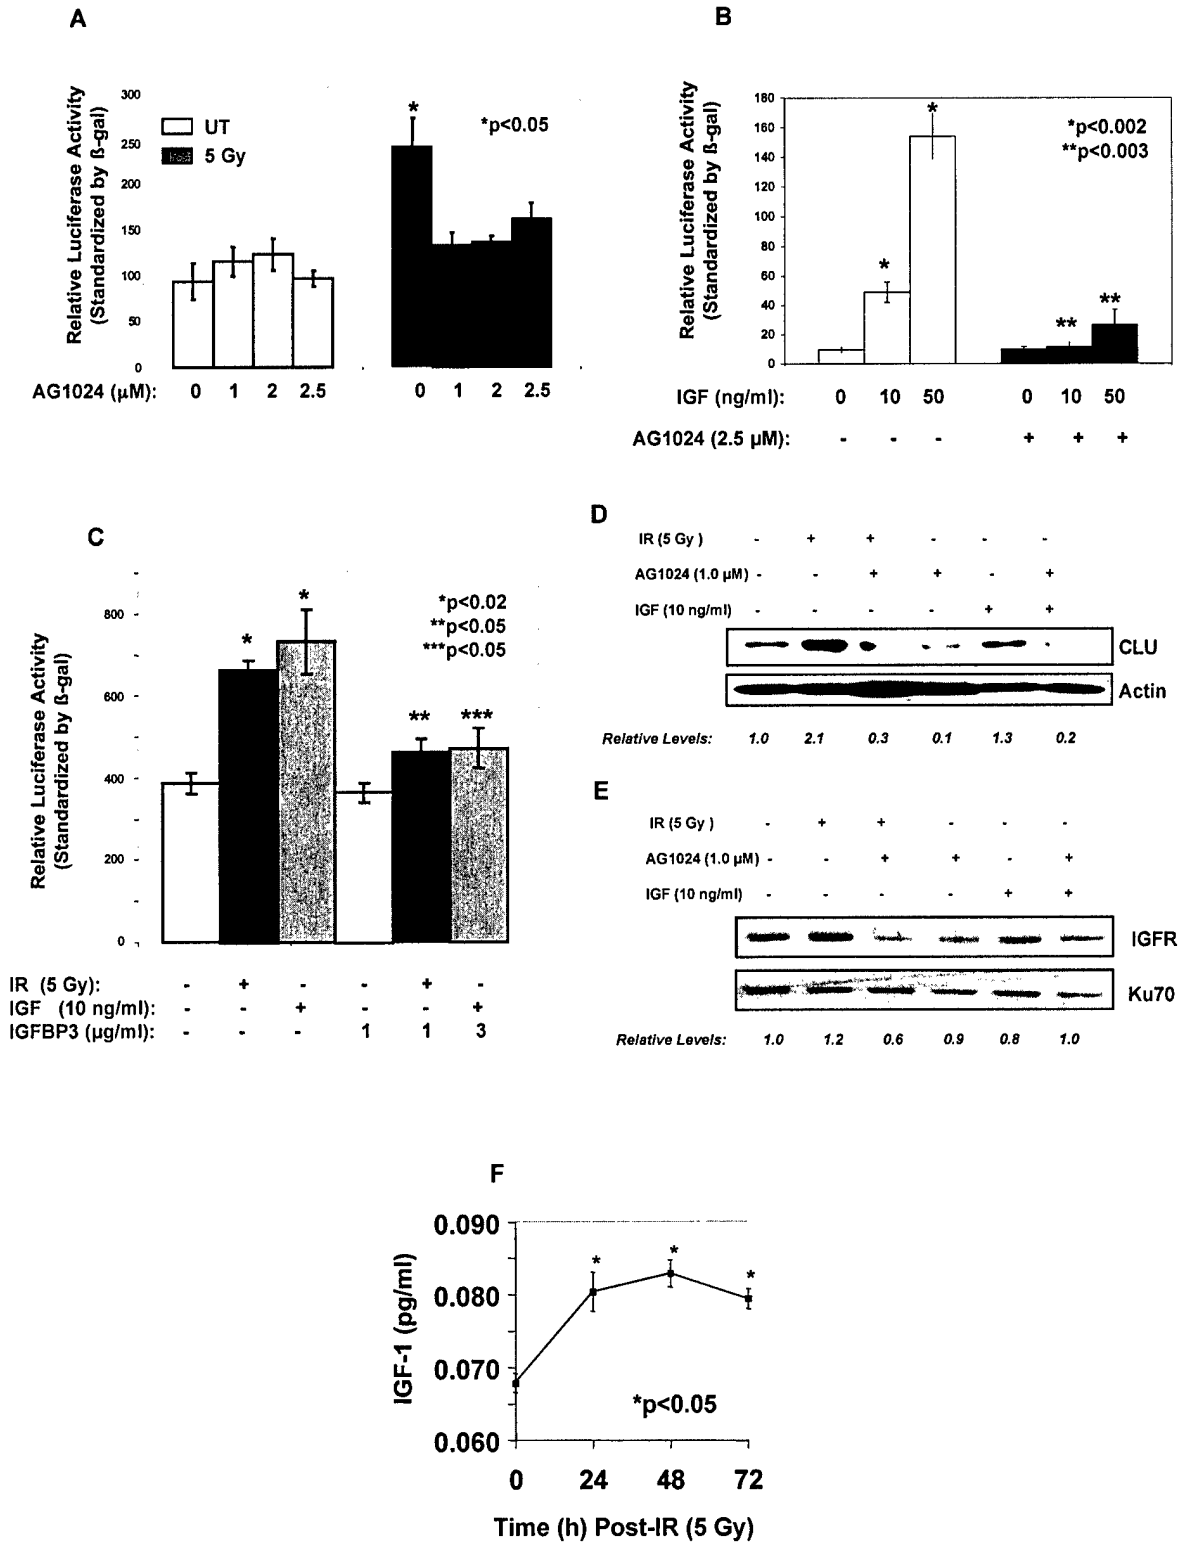 A
Relative Luciferase Activity
(Standardized by ß-gal)
300
250
200
150
100
50
0
UT
5 Gy
*
*p<0.05
AG1024 (µM): 0 1 2 2.5 0 1 2 2.5
B
Relative Luciferase Activity
(Standardized by ß-gal)
180
160
140
120
100
80
60
40
20
0
*p<0.002
**p<0.003
*
*
**
**
IGF (ng/ml): 0 10 50 0 10 50
AG1024 (2.5 µM): - - - + + +
C
Relative Luciferase Activity
(Standardized by ß-gal)
800
600
400
200
0
*p<0.02
**p<0.05
***p<0.05
*
*
**
***
IR (5 Gy): - + - - + -
IGF (10 ng/ml): - - + - - +
IGFBP3 (µg/ml): - - - 1 1 3
D
IR (5 Gy ) - + + - - -
AG1024 (1.0 µM) - - + + - +
IGF (10 ng/ml) - - - - + +
CLU
Actin
Relative Levels: 1.0 2.1 0.3 0.1 1.3 0.2
E
IR (5 Gy ) - + + - - -
AG1024 (1.0 µM) - - + + - +
IGF (10 ng/ml) - - - - + +
IGFR
Ku70
Relative Levels: 1.0 1.2 0.6 0.9 0.8 1.0
F
IGF-1 (pg/ml)
0.090
0.080
0.070
0.060
*
*
*
*p<0.05
0 24 48 72
Time (h) Post-IR (5 Gy)